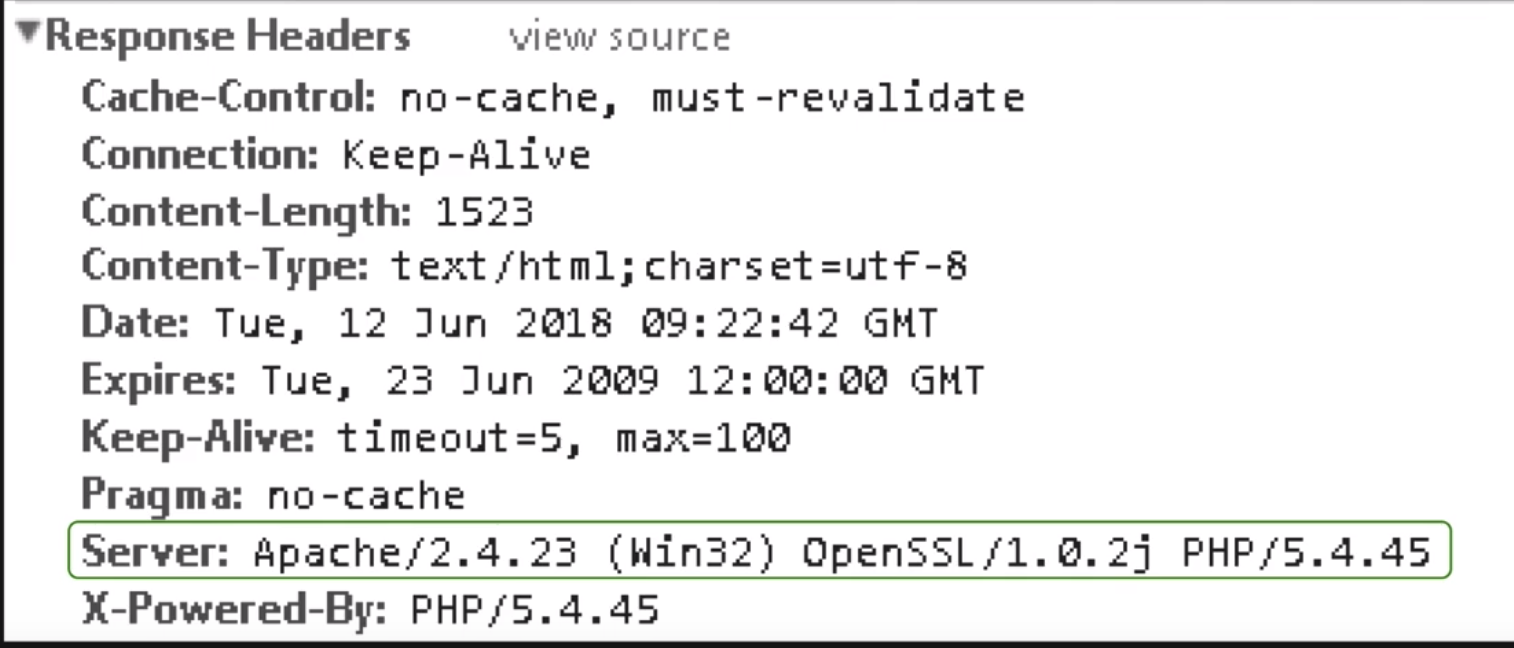 Response Headers view source
Cache-Control: no-cache, must-revalidate
Connection: Keep-Alive
Content-Length: 1523
Content-Type: text/html;charset=utf-8
Date: Tue, 12 Jun 2018 09:22:42 GMT
Expires: Tue, 23 Jun 2009 12:00:00 GMT
Keep-Alive: timeout=5, max=100
Pragma: no-cache
Server: Apache/2.4.23 (Win32) OpenSSL/1.0.2j PHP/5.4.45
X-Powered-By: PHP/5.4.45